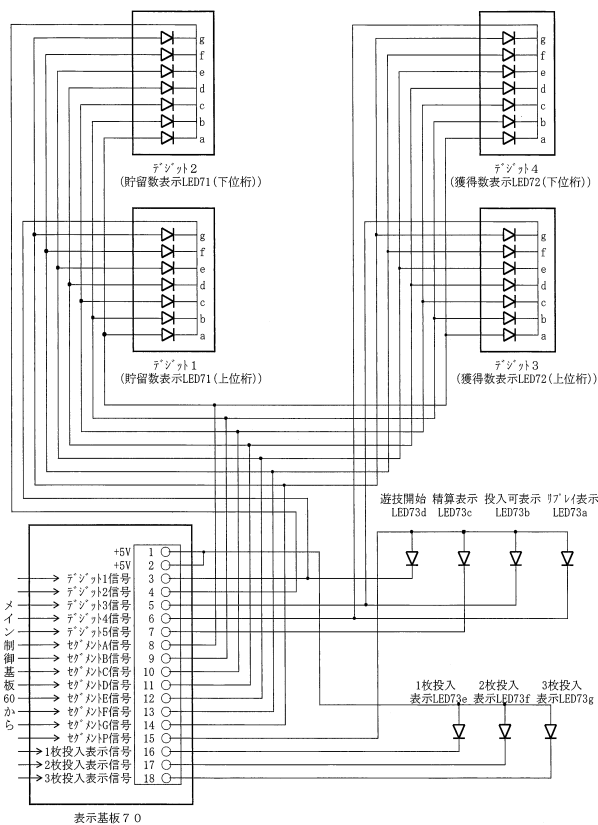 g
f
e
d
c
b
a
ﾃﾞｼﾞｯﾄ２
(貯留数表示LED71(下位桁))
g
f
e
d
c
b
a
ﾃﾞｼﾞｯﾄ４
(獲得数表示LED72(下位桁))
g
f
e
d
c
b
a
ﾃﾞｼﾞｯﾄ１
(貯留数表示LED71(上位桁))
g
f
e
d
c
b
a
ﾃﾞｼﾞｯﾄ３
(獲得数表示LED72(上位桁))
遊技開始 精算表示 投入可表示 ﾘﾌﾟﾚｲ表示
LED73d LED73c LED73b LED73a
+5V 1
+5V 2
ﾃﾞｼﾞｯﾄ1信号 3
ﾃﾞｼﾞｯﾄ2信号 4
ﾃﾞｼﾞｯﾄ3信号 5
ﾃﾞｼﾞｯﾄ4信号 6
ﾃﾞｼﾞｯﾄ5信号 7
ｾｸﾞﾒﾝﾄA信号 8
ｾｸﾞﾒﾝﾄB信号 9
ｾｸﾞﾒﾝﾄC信号 10
ｾｸﾞﾒﾝﾄD信号 11
ｾｸﾞﾒﾝﾄE信号 12
ｾｸﾞﾒﾝﾄF信号 13
ｾｸﾞﾒﾝﾄG信号 14
ｾｸﾞﾒﾝﾄP信号 15
1枚投入表示信号 16
2枚投入表示信号 17
3枚投入表示信号 18
メイン制御基板60から
1枚投入 2枚投入 3枚投入
表示LED73e 表示LED73f 表示LED73g
表示基板７０